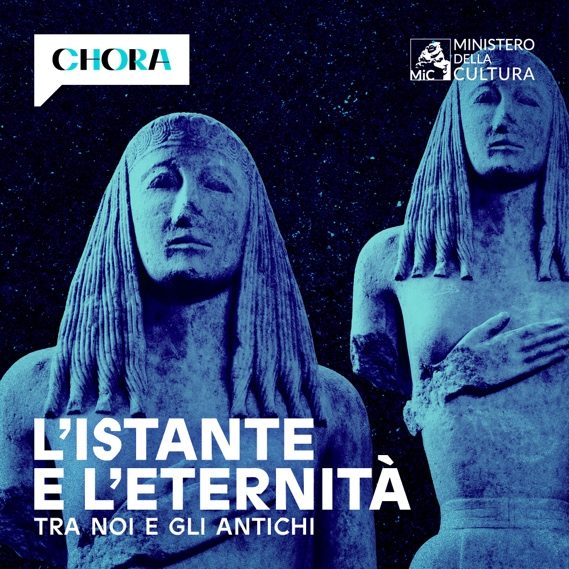 CHORA
MiC
MINISTERO
DELLA
CULTURA
L'ISTANTE
E L'ETERNITÀ
TRA NOI E GLI ANTICHI